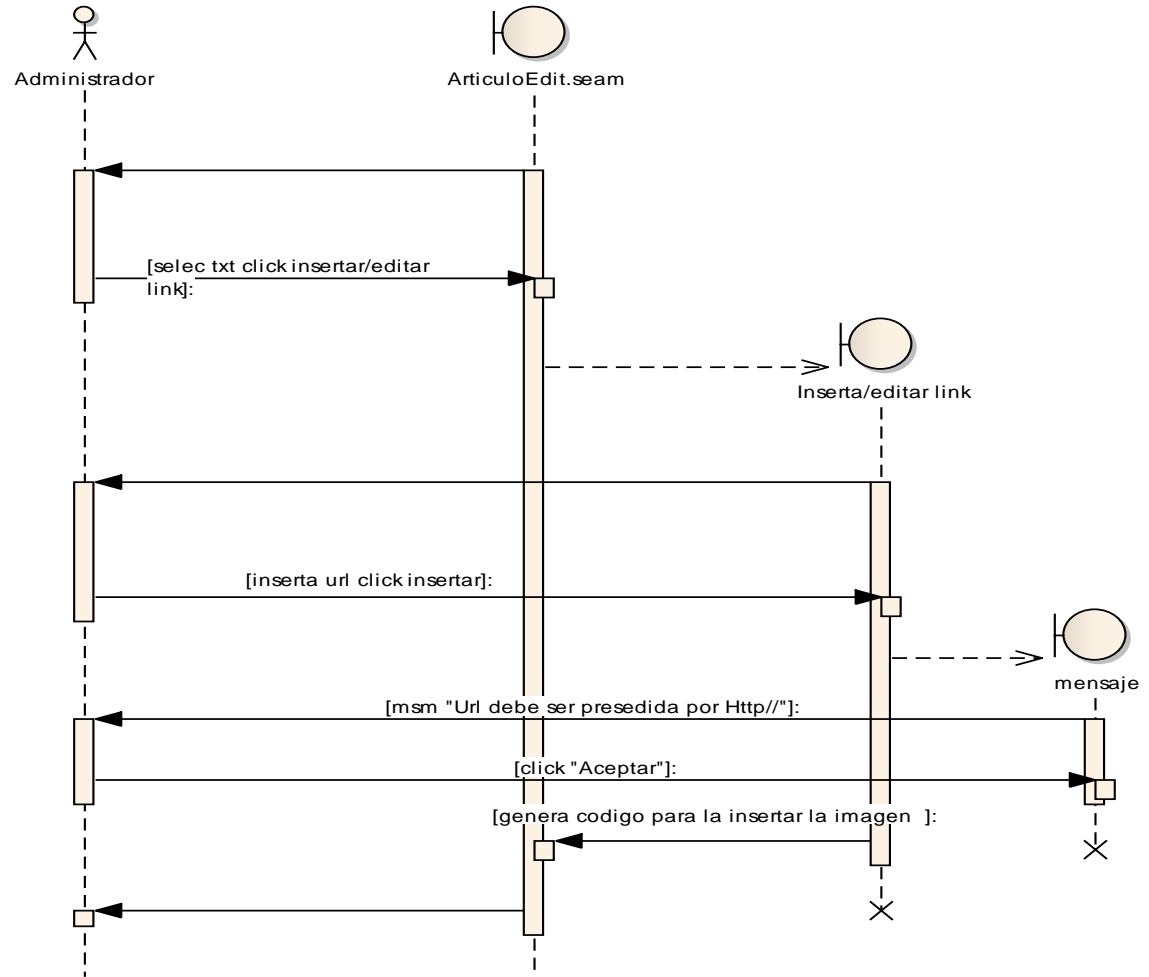 Administrador
ArticuloEdit.seam
[selec txt click insertar/editar
link]:
Inserta/editar link
[inserta url click insertar]:
mensaje
[msm "Url debe ser presedida por Http//"]:
[click "Aceptar"]:
[genera codigo para la insertar la imagen ]: